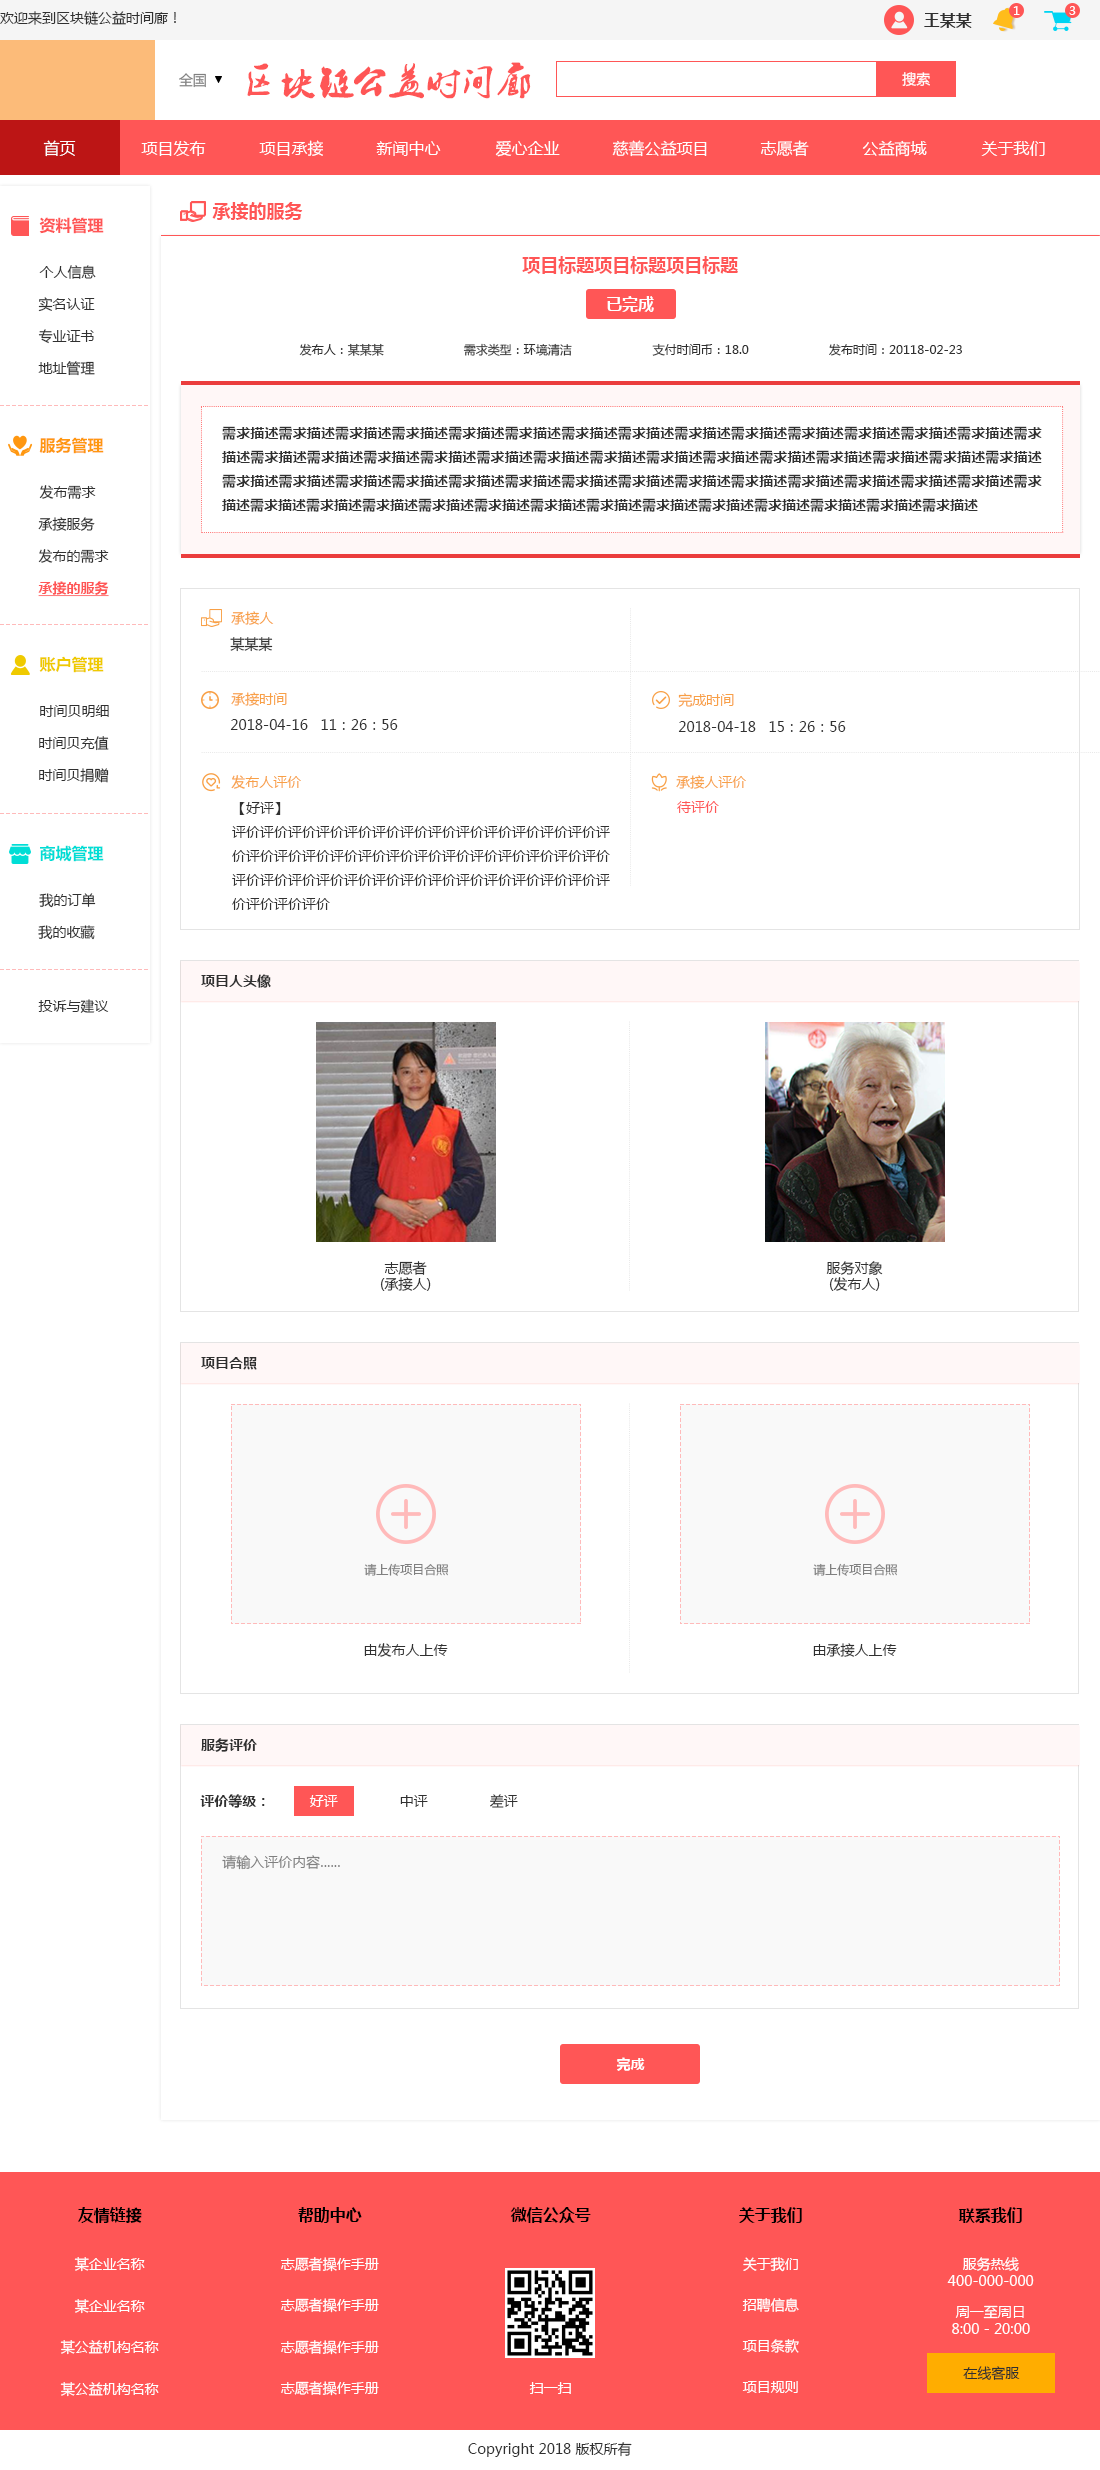 欢迎来到区块链公益时间廊！
王某某
1
3
全国 ▼
区块链公益时间廊
搜索
首页
项目发布
项目承接
新闻中心
爱心企业
慈善公益项目
志愿者
公益商城
关于我们
资料管理
个人信息
实名认证
专业证书
地址管理
服务管理
发布需求
承接服务
发布的需求
承接的服务
账户管理
时间贝明细
时间贝充值
时间贝捐赠
商城管理
我的订单
我的收藏
投诉与建议
承接的服务
项目标题项目标题项目标题
已完成
发布人：某某某
需求类型：环境清洁
支付时间币：18.0
发布时间：20118-02-23
需求描述需求描述需求描述需求描述需求描述需求描述需求描述需求描述需求描述需求描述需求描述需求描述需求描述需求描述需求
描述需求描述需求描述需求描述需求描述需求描述需求描述需求描述需求描述需求描述需求描述需求描述需求描述需求描述需求描述
需求描述需求描述需求描述需求描述需求描述需求描述需求描述需求描述需求描述需求描述需求描述需求描述需求描述需求描述需求
描述需求描述需求描述需求描述需求描述需求描述需求描述需求描述需求描述需求描述需求描述需求描述需求描述需求描述
承接人
某某某
承接时间
2018-04-16 11：26：56
完成时间
2018-04-18 15：26：56
发布人评价
【好评】
评价评价评价评价评价评价评价评价评价评价评价评价评价评
价评价评价评价评价评价评价评价评价评价评价评价评价评价
评价评价评价评价评价评价评价评价评价评价评价评价评价评
价评价评价评价
承接人评价
待评价
项目人头像
志愿者
(承接人)
服务对象
(发布人)
项目合照
请上传项目合照
请上传项目合照
由发布人上传
由承接人上传
服务评价
评价等级：
好评
中评
差评
请输入评价内容......
完成
友情链接
某企业名称
某企业名称
某公益机构名称
某公益机构名称
帮助中心
志愿者操作手册
志愿者操作手册
志愿者操作手册
志愿者操作手册
微信公众号
扫一扫
关于我们
关于我们
招聘信息
项目条款
项目规则
联系我们
服务热线
400-000-000
周一至周日
8:00 - 20:00
在线客服
Copyright 2018 版权所有